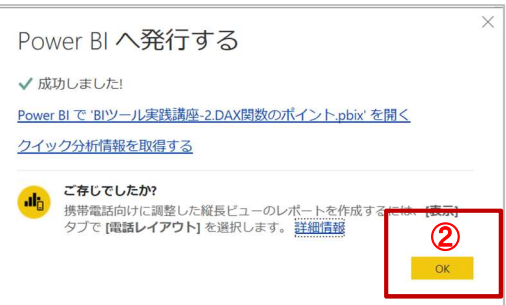 Power BI へ発行する
✓ 成功しました!
Power BI で 'BIツール実践講座-2.DAX関数のポイント.pbix' を開く
クイック分析情報を取得する
ご存じでしたか?
携帯電話向けに調整した縦長ビューのレポートを作成するには、[表示]
タブで [電話レイアウト] を選択します。 詳細情報
②
OK